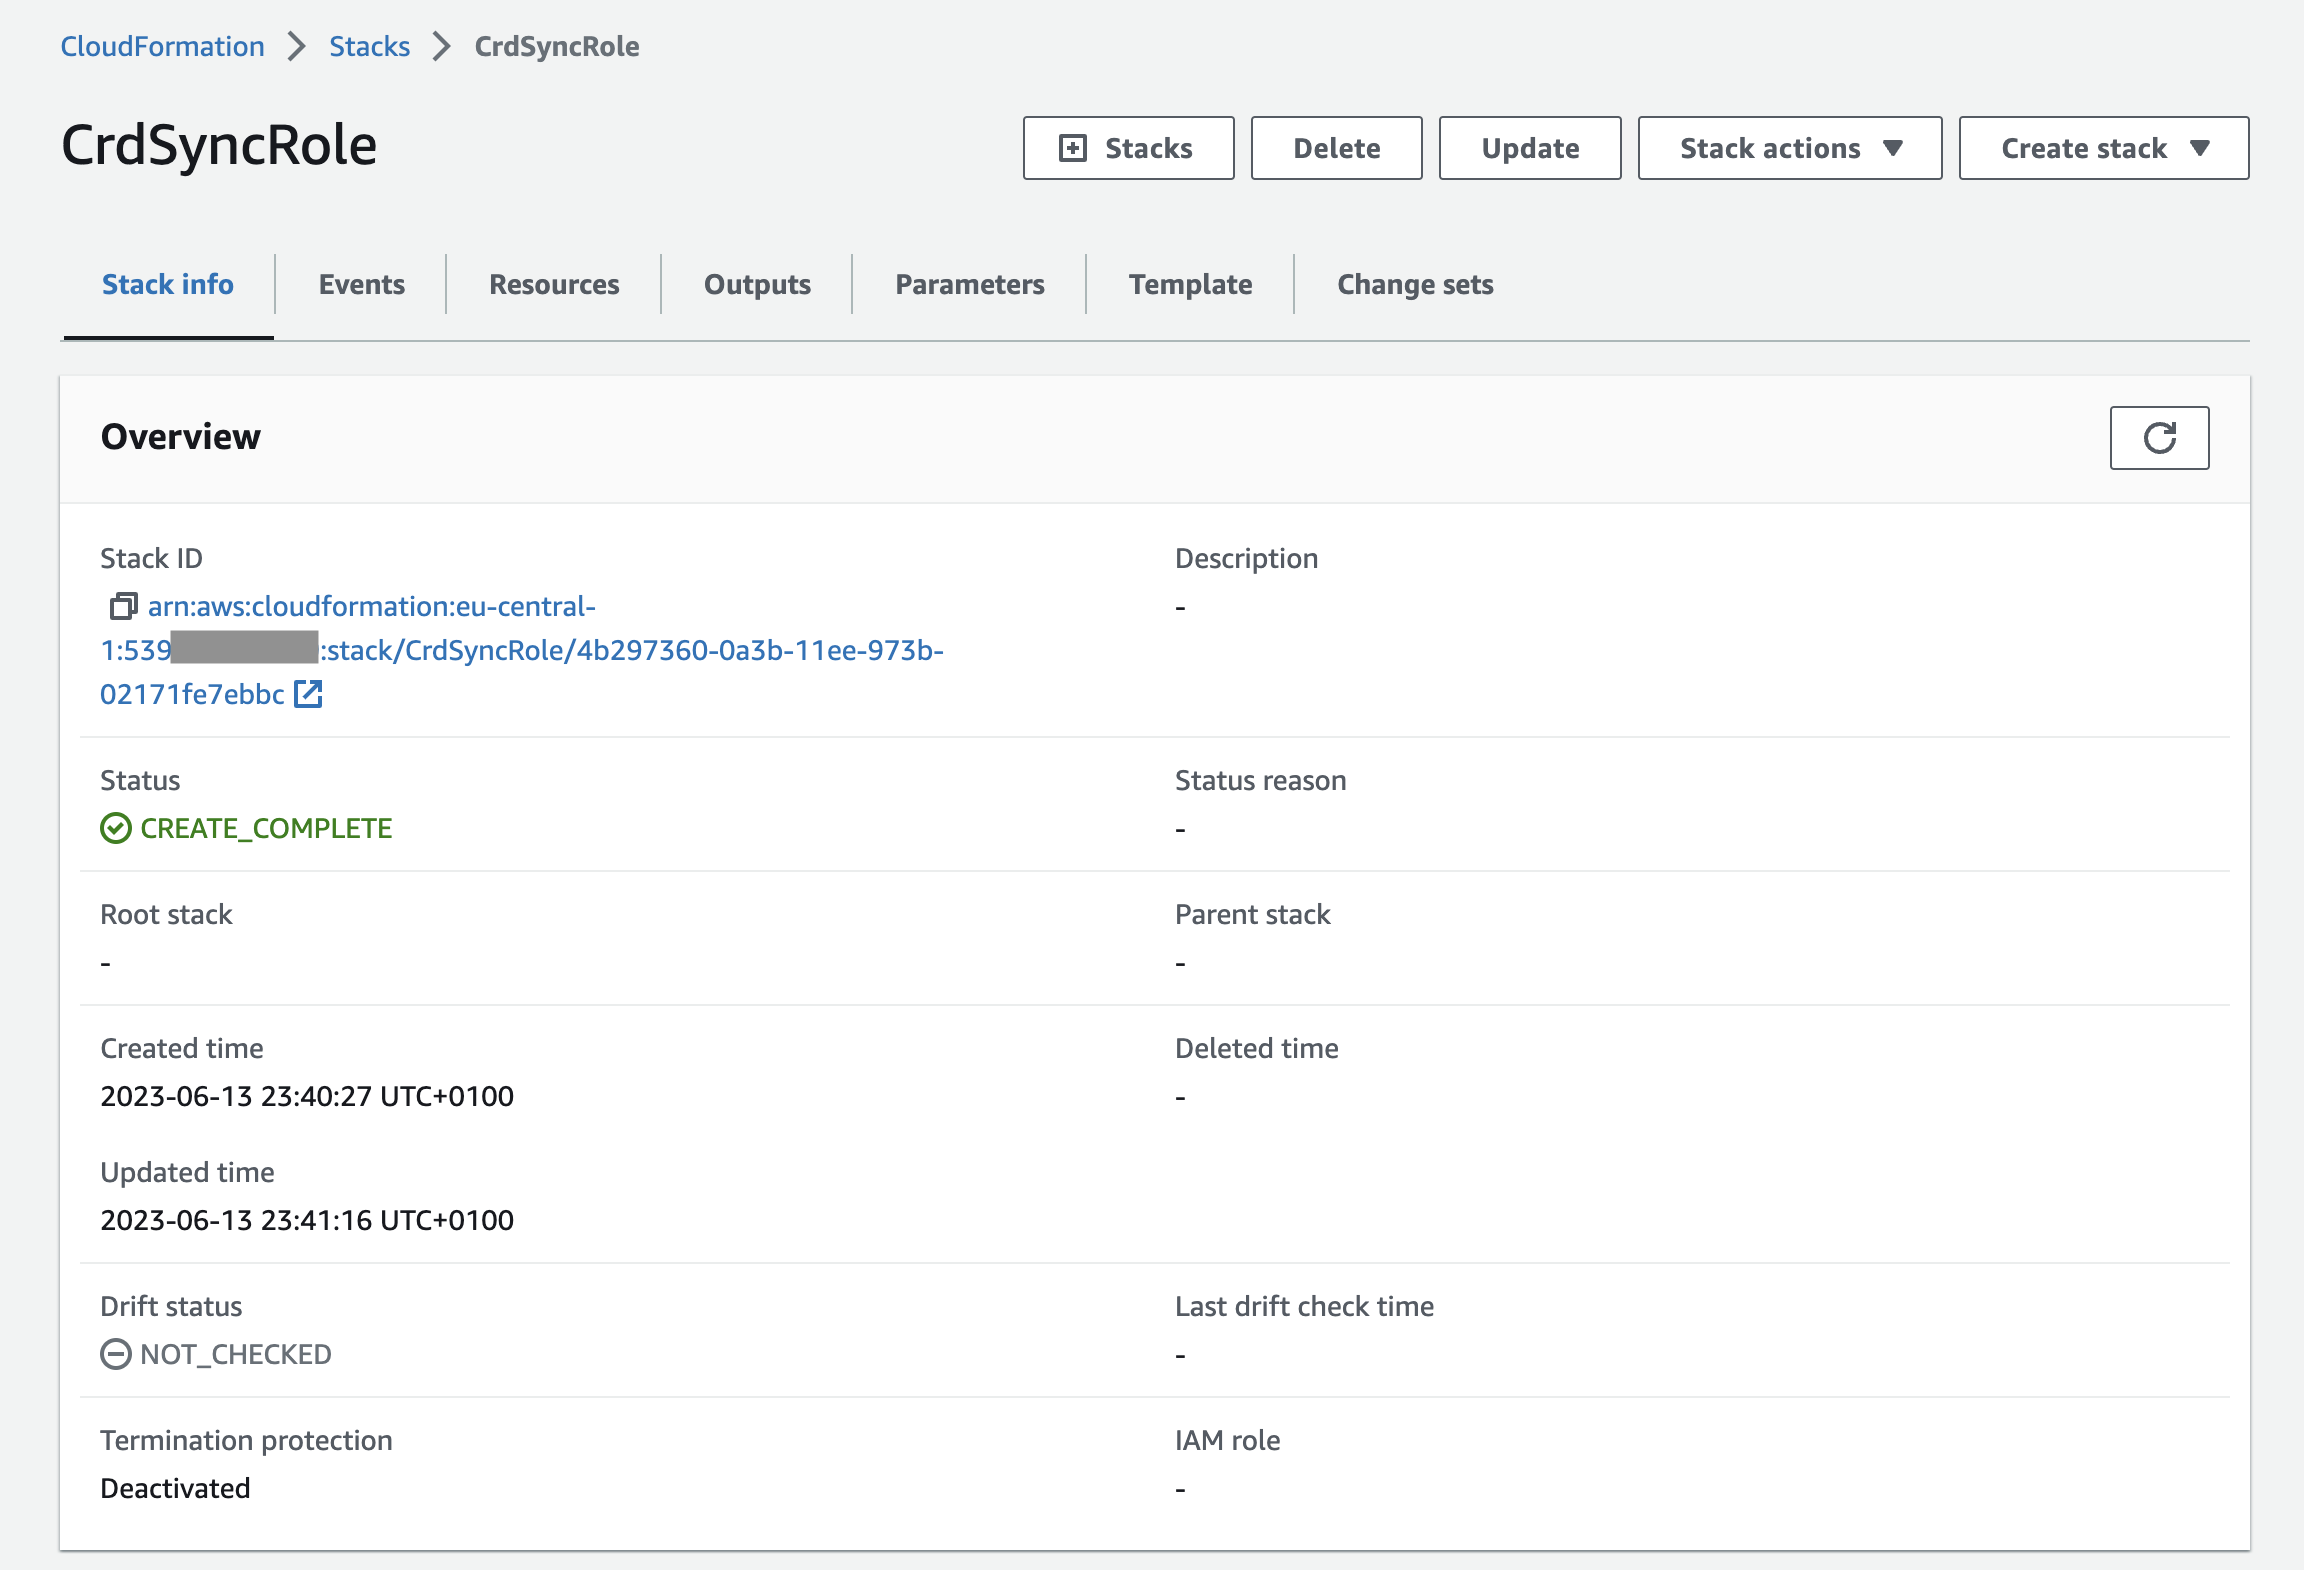 CloudFormation > Stacks > CrdSyncRole
CrdSyncRole
Stacks Delete Update Stack actions Create stack
Stack info Events Resources Outputs Parameters Template Change sets
Overview
Stack ID
arn:aws:cloudformation:eu-central-
1:539 :stack/CrdSyncRole/4b297360-0a3b-11ee-973b-
02171fe7ebbc
Description
-
Status
CREATE_COMPLETE
Status reason
-
Root stack
-
Parent stack
-
Created time
2023-06-13 23:40:27 UTC+0100
Deleted time
-
Updated time
2023-06-13 23:41:16 UTC+0100
Drift status
NOT_CHECKED
Last drift check time
-
Termination protection
Deactivated
IAM role
-